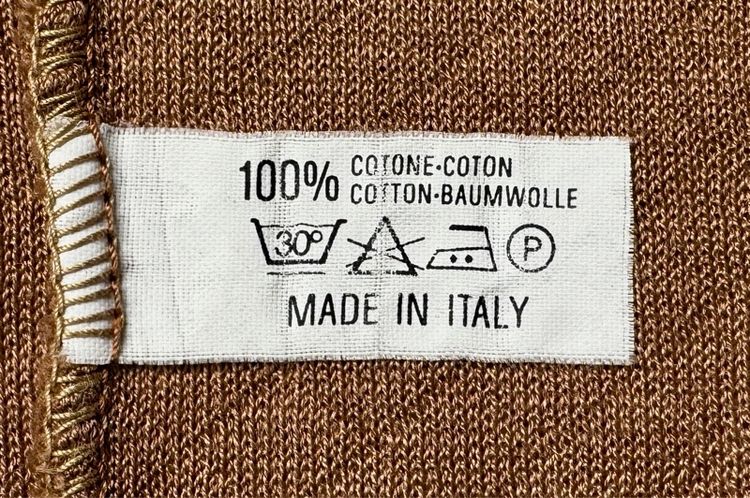 100% COTONE·COTON
COTTON·BAUMWOLLE
30° P
MADE IN ITALY